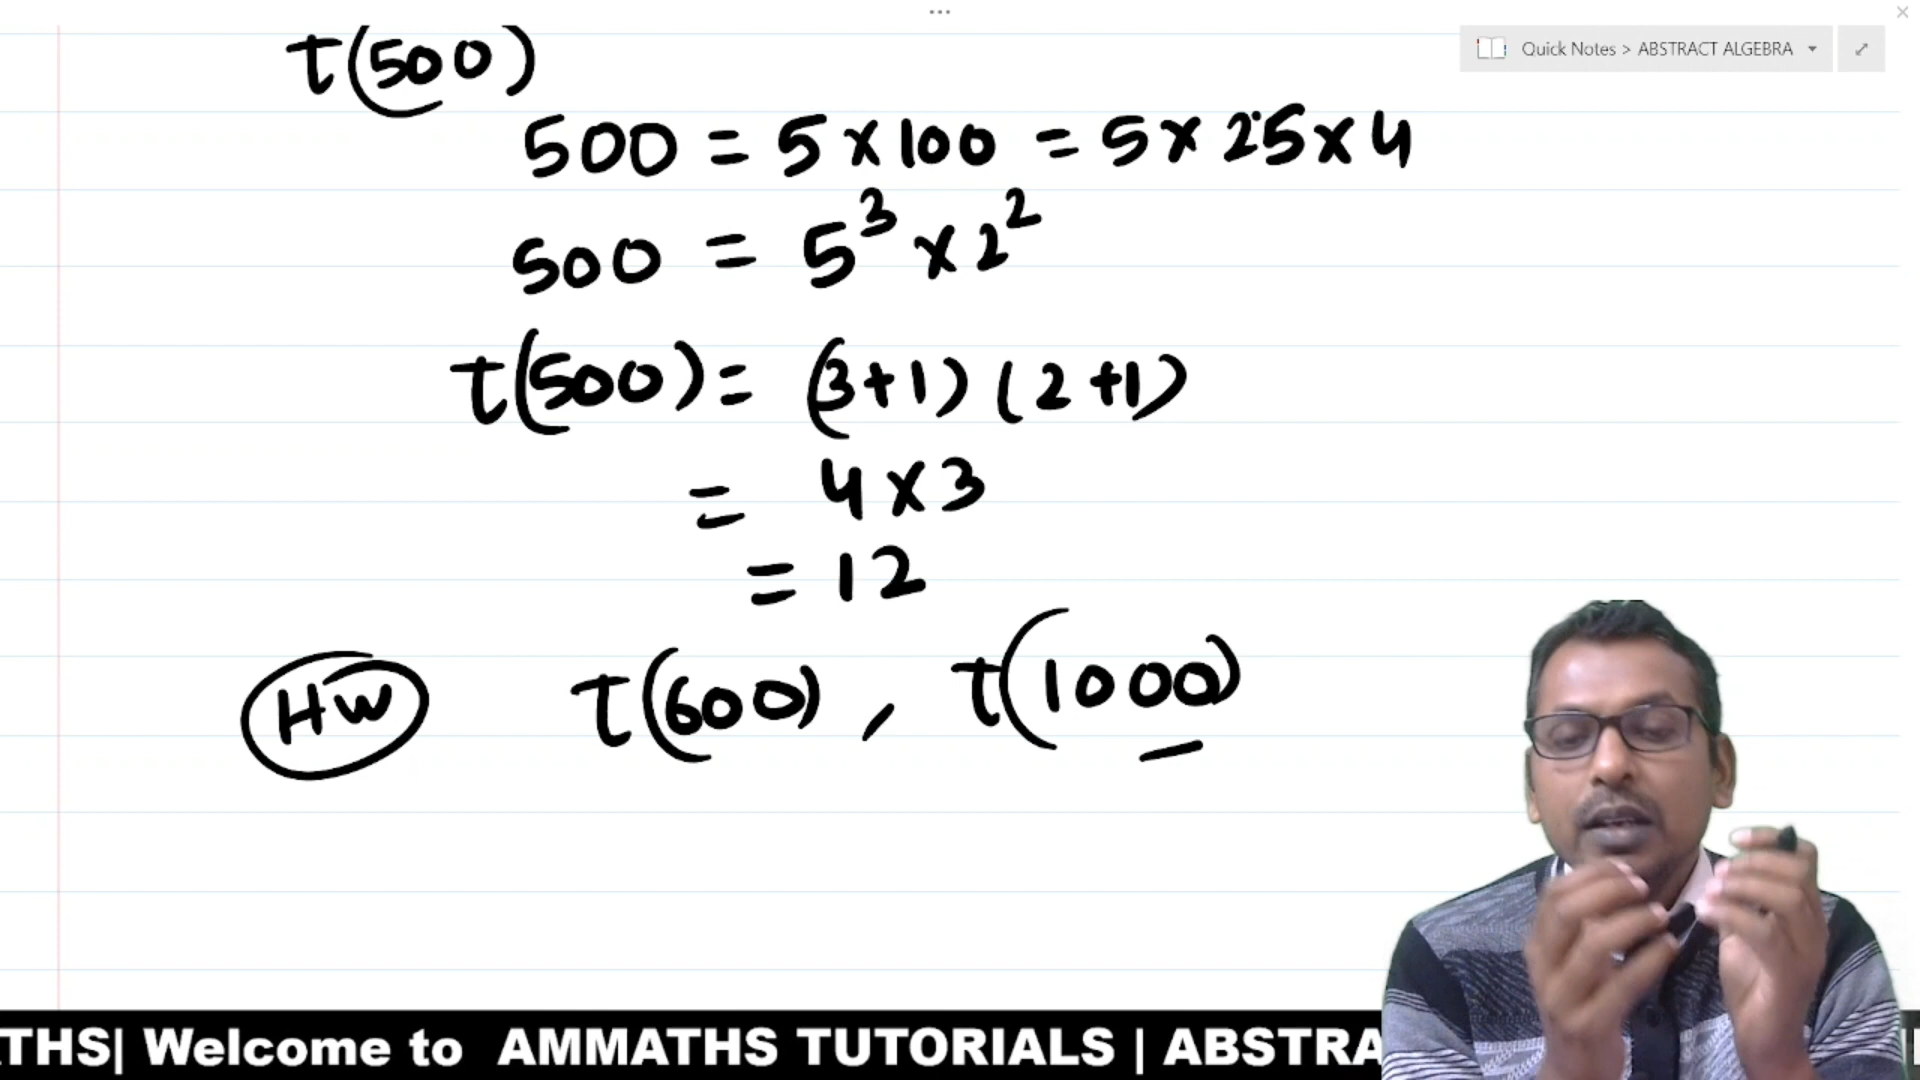 Quick Notes > ABSTRACT ALGEBRA
τ(500)
500 = 5 × 100 = 5 × 25 × 4
500 = 5³ × 2²
τ(500) = (3+1) (2+1)
= 4 × 3
= 12
HW τ(600) , τ(1000)
THS| Welcome to AMMATHS TUTORIALS | ABSTRA